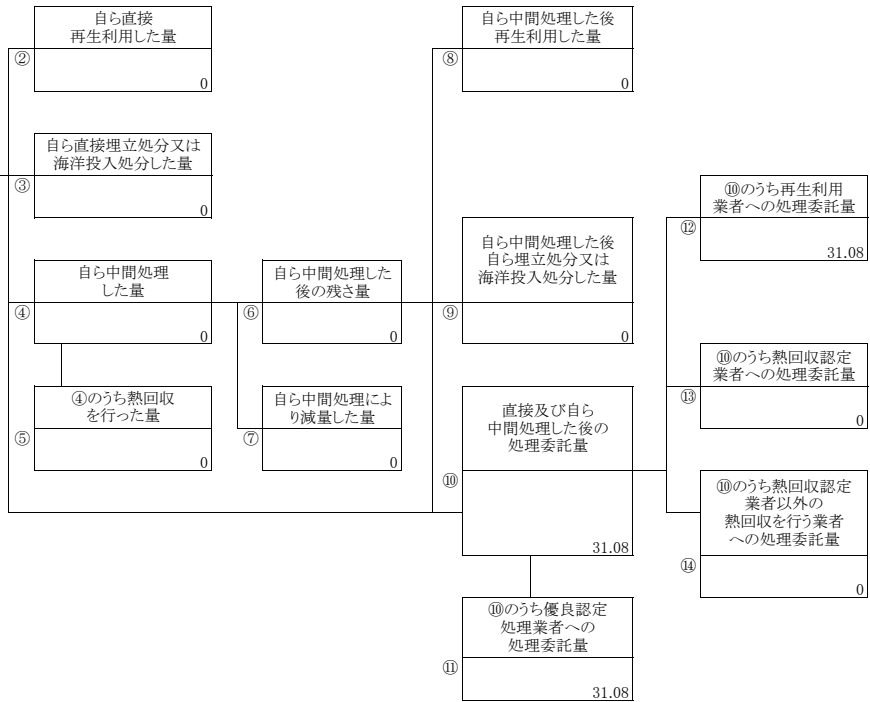 自ら直接
再生利用した量
②
0
自ら直接埋立処分又は
海洋投入処分した量
③
0
自ら中間処理
した量
④
0
④のうち熱回収
を行った量
⑤
0
自ら中間処理した
後の残さ量
⑥
0
自ら中間処理によ
り減量した量
⑦
0
自ら中間処理した後
再生利用した量
⑧
0
自ら中間処理した後
自ら埋立処分又は
海洋投入処分した量
⑨
0
直接及び自ら
中間処理した後の
処理委託量
⑩
31.08
⑩のうち優良認定
処理業者への
処理委託量
⑪
31.08
⑩のうち再生利用
業者への処理委託量
⑫
31.08
⑩のうち熱回収認定
業者への処理委託量
⑬
0
⑩のうち熱回収認定
業者以外の
熱回収を行う業者
への処理委託量
⑭
0